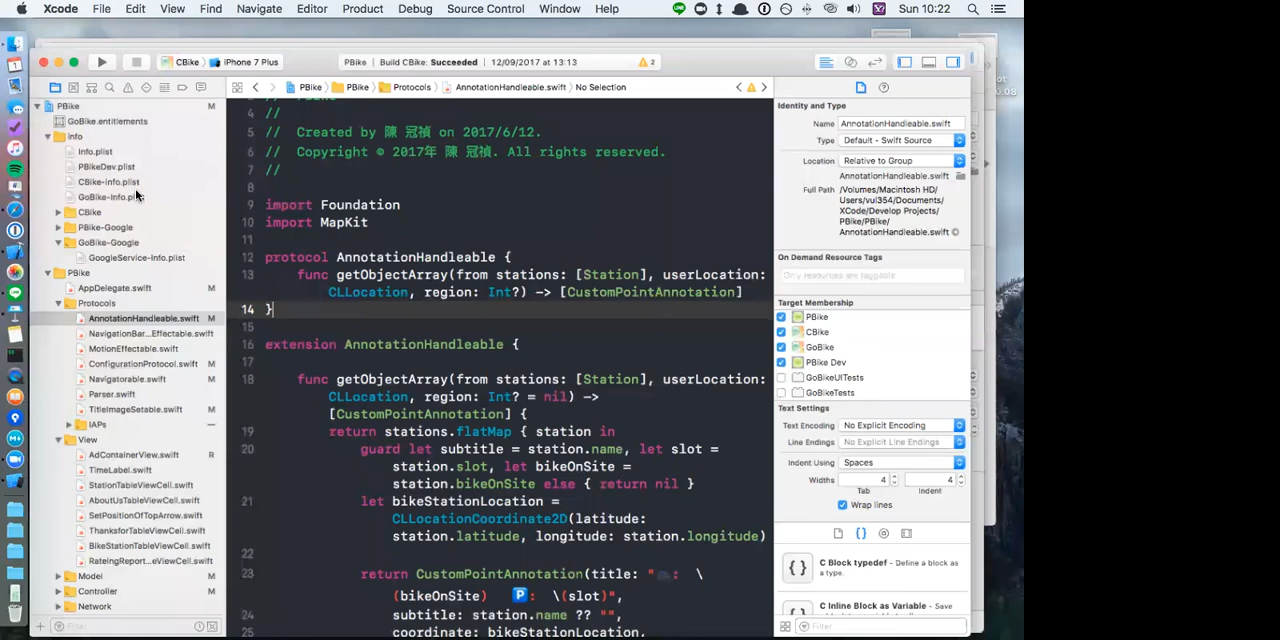 Xcode File Edit View Find Navigate Editor Product Debug Source Control Window Help Sun 10:22
CBike iPhone 7 Plus PBike Build CBike: Succeeded 12/09/2017 at 13:13 2
PBike PBike Protocols AnnotationHandleable.swift No Selection
PBike M
GoBike.entitlements
Info
Info.plist
PBikeDev.plist
CBike-Info.plist
GoBike-Info.plist
CBike
PBike-Google
GoBike-Google
GoogleService-Info.plist
PBike
AppDelegate.swift M
Protocols
AnnotationHandleable.swift M
NavigationBar...Effectable.swift M
MotionEffectable.swift M
ConfigurationProtocol.swift M
Navigatorable.swift M
Parser.swift M
TitleImageSetable.swift M
IAPs
View
AdContainerView.swift R
TimeLabel.swift
StationTableViewCell.swift
AboutUsTableViewCell.swift
SetPositionOfTopArrow.swift
ThanksforTableViewCell.swift
BikeStationTableViewCell.swift
RateingReport...eViewCell.swift
Model
Controller
Network
Filter
4 //
5 // Created by 陳 冠禎 on 2017/6/12.
6 // Copyright © 2017年 陳 冠禎. All rights reserved.
7 //
8
9 import Foundation
10 import MapKit
11
12 protocol AnnotationHandleable {
13 func getObjectArray(from stations: [Station], userLocation:
CLLocation, region: Int?) -> [CustomPointAnnotation]
14 }
15
16 extension AnnotationHandleable {
17
18 func getObjectArray(from stations: [Station], userLocation:
CLLocation, region: Int? = nil) ->
[CustomPointAnnotation] {
19 return stations.flatMap { station in
20 guard let subtitle = station.name, let slot =
station.slot, let bikeOnSite =
station.bikeOnSite else { return nil }
21 let bikeStationLocation =
CLLocationCoordinate2D(latitude:
station.latitude, longitude: station.longitude)
22
23 return CustomPointAnnotation(title: " : \
(bikeOnSite) 🅿️: \(slot)",
24 subtitle: station.name ?? "",
coordinate: bikeStationLocation,
Identity and Type
Name AnnotationHandleable.swift
Type Default - Swift Source
Location Relative to Group
AnnotationHandleable.swift
Full Path /Volumes/Macintosh HD/
Users/vul354/Documents/
XCode/Develop Projects/
PBike/PBike/
AnnotationHandleable.swift
On Demand Resource Tags
Only resources are taggable
Target Membership
PBike
CBike
GoBike
PBike Dev
GoBikeUITests
GoBikeTests
Text Settings
Text Encoding No Explicit Encoding
Line Endings No Explicit Line Endings
Indent Using Spaces
Widths 4 4
Tab Indent
Wrap lines
{ } C Block typedef - Define a block as
a type.
C Inline Block as Variable - Save
Filter